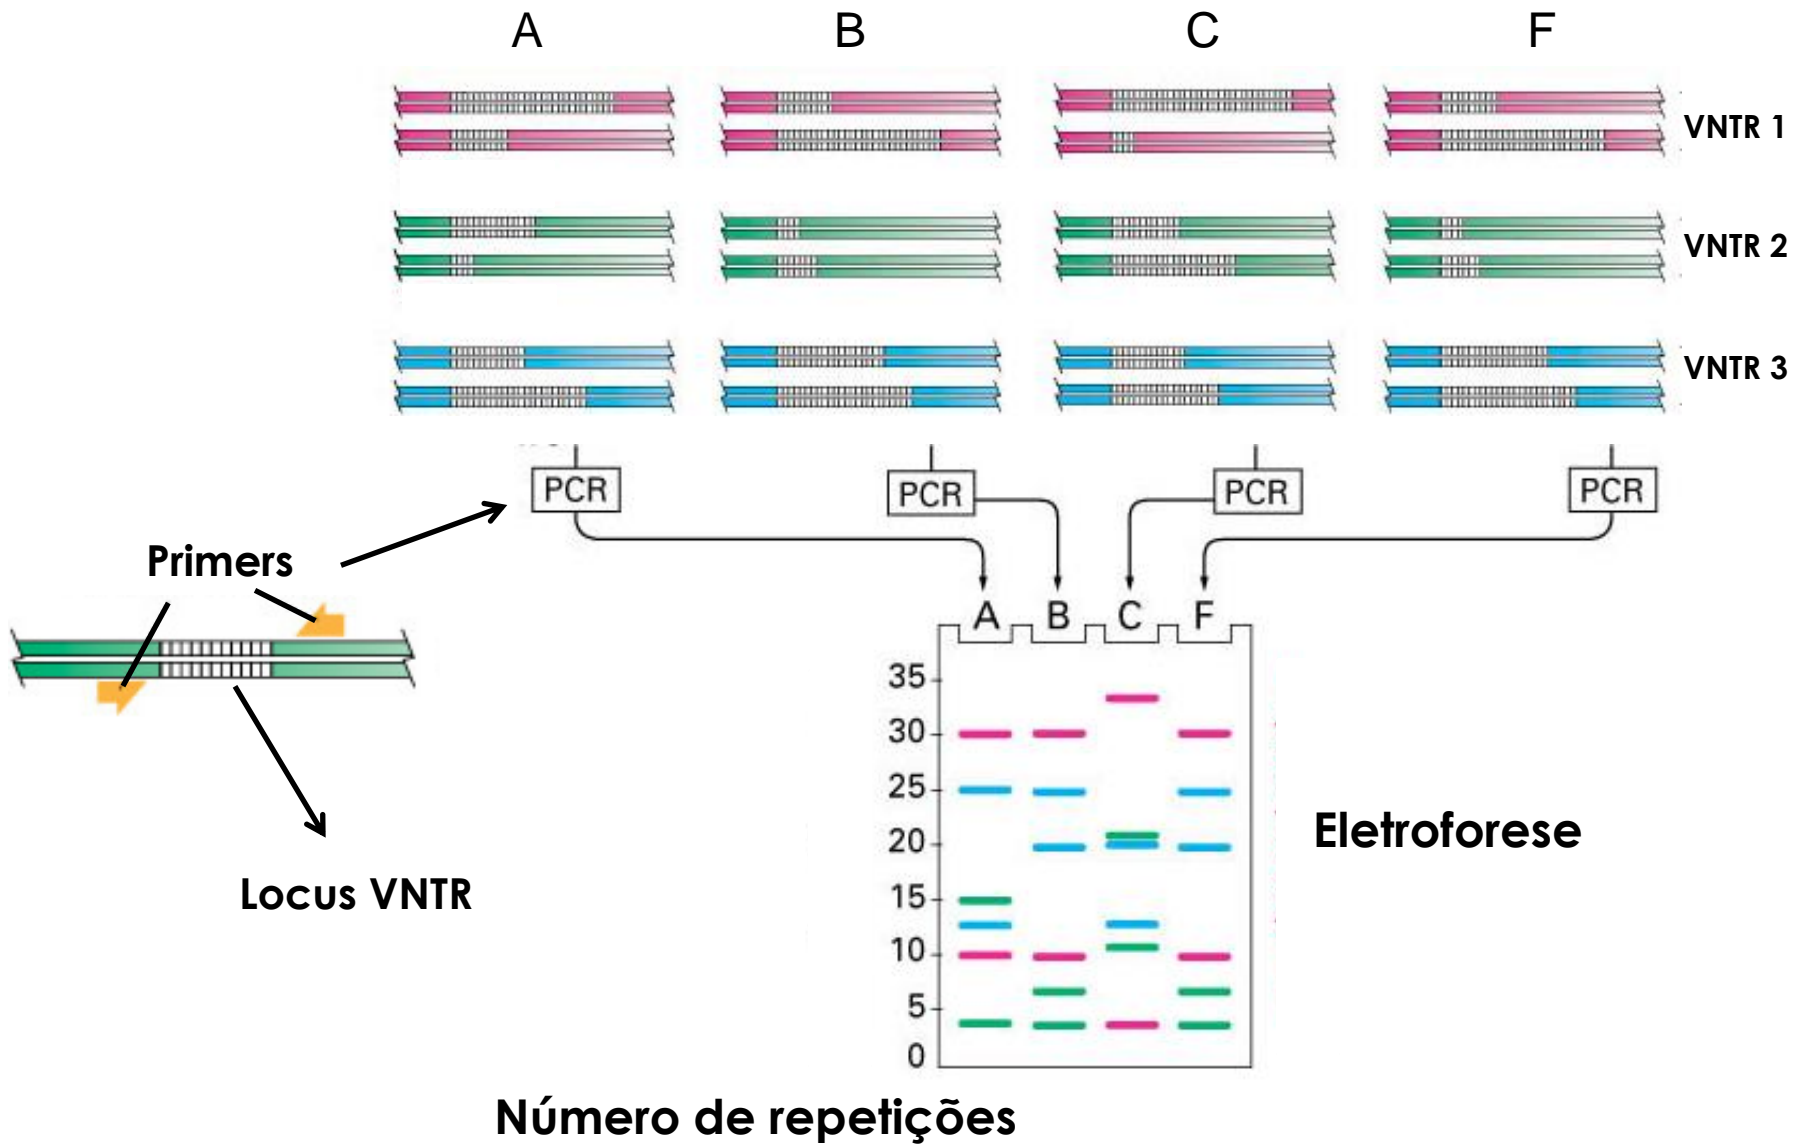 A B C F
VNTR 1
VNTR 2
VNTR 3
PCR PCR PCR PCR
Primers
A B C F
35
30
25
20
15
10
5
0
Eletroforese
Locus VNTR
Número de repetições